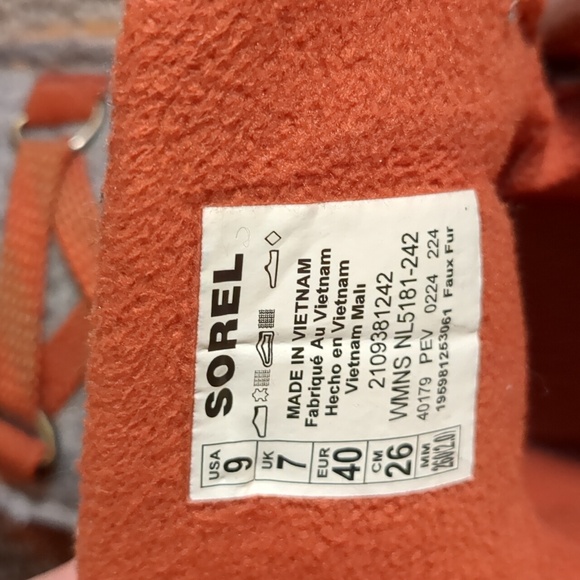 SOREL
MADE IN VIETNAM
Fabriqué Au Vietnam
Hecho en Vietnam
Vietnam Malı
2109381242
WMNS NL5181-242
40179 PEV 0224 224
195981253061 Faux Fur
USA 9
UK 7
EUR 40
CM 26
MM